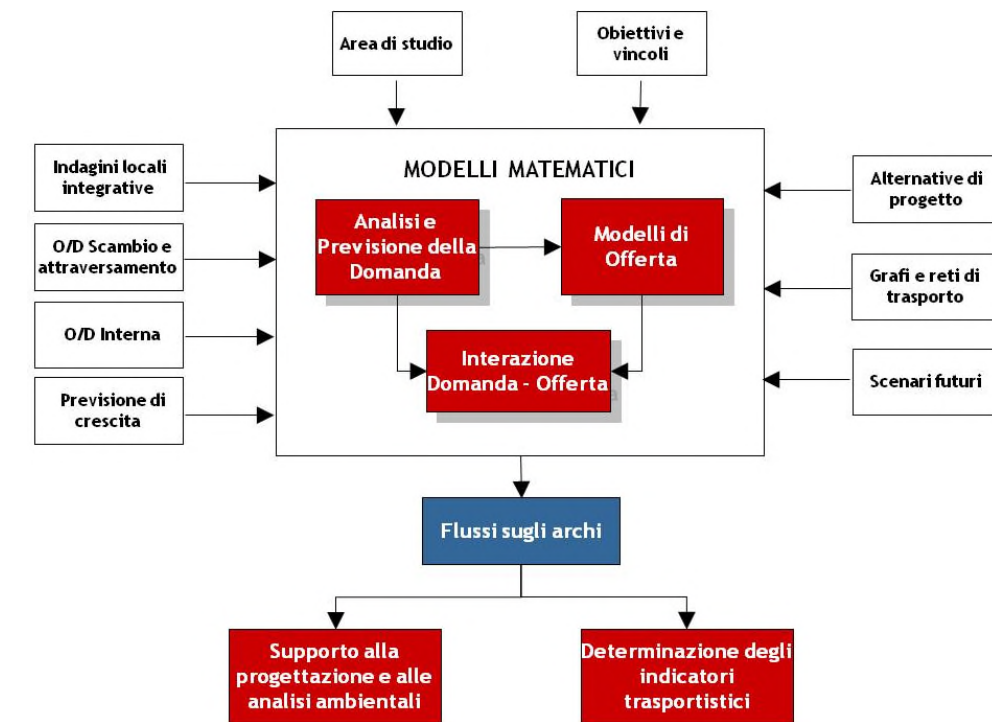 Area di studio
Obiettivi e
vincoli
MODELLI MATEMATICI
Indagini locali
integrative
O/D Scambio e
attraversamento
O/D Interna
Previsione di
crescita
Analisi e
Previsione della
Domanda
Modelli di
Offerta
Interazione
Domanda - Offerta
Alternative di
progetto
Grafi e reti di
trasporto
Scenari futuri
Flussi sugli archi
Supporto alla
progettazione e alle
analisi ambientali
Determinazione degli
indicatori
trasportistici